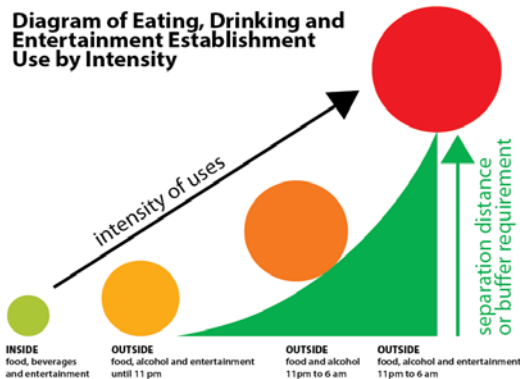 Diagram of Eating, Drinking and
Entertainment Establishment
Use by Intensity
intensity of uses
separation distance
or buffer requirement
INSIDE
food, beverages
and entertainment
OUTSIDE
food, alcohol and entertainment
until 11 pm
OUTSIDE
food and alcohol
11pm to 6 am
OUTSIDE
food, alcohol and entertainment
11pm to 6 am